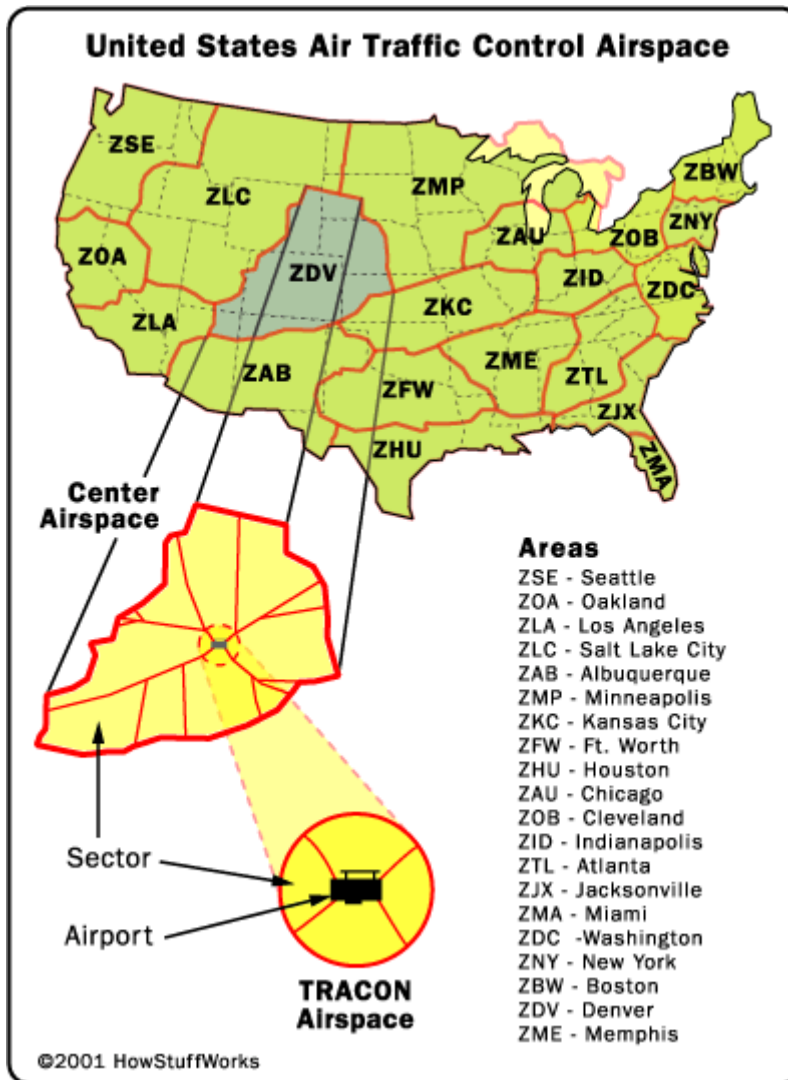 United States Air Traffic Control Airspace
ZSE
ZLC
ZMP
ZBW
ZOA
ZDV
ZAU
ZOB
ZNY
ZLA
ZKC
ZID
ZDC
ZAB
ZFW
ZME
ZTL
ZHU
ZJX
ZMA
Center
Airspace
Sector
Airport
TRACON
Airspace
Areas
ZSE - Seattle
ZOA - Oakland
ZLA - Los Angeles
ZLC - Salt Lake City
ZAB - Albuquerque
ZMP - Minneapolis
ZKC - Kansas City
ZFW - Ft. Worth
ZHU - Houston
ZAU - Chicago
ZOB - Cleveland
ZID - Indianapolis
ZTL - Atlanta
ZJX - Jacksonville
ZMA - Miami
ZDC -Washington
ZNY - New York
ZBW - Boston
ZDV - Denver
ZME - Memphis
©2001 HowStuffWorks